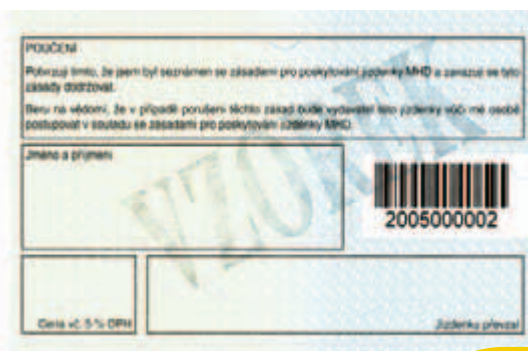 POUČENÍ
Potvrzuji tímto, že jsem byl seznámen se zásadami pro poskytování jízdenky MHD a zavazuji se tyto
zásady dodržovat.
Beru na vědomí, že v případě porušení těchto zásad bude vydavatel této jízdenky vůči mé osobě
postupovat v souladu se zásadami pro poskytování jízdenky MHD.
Jméno a příjmení
VZOREK
2005000002
Cena vč. 5 % DPH
Jízdenku převzal